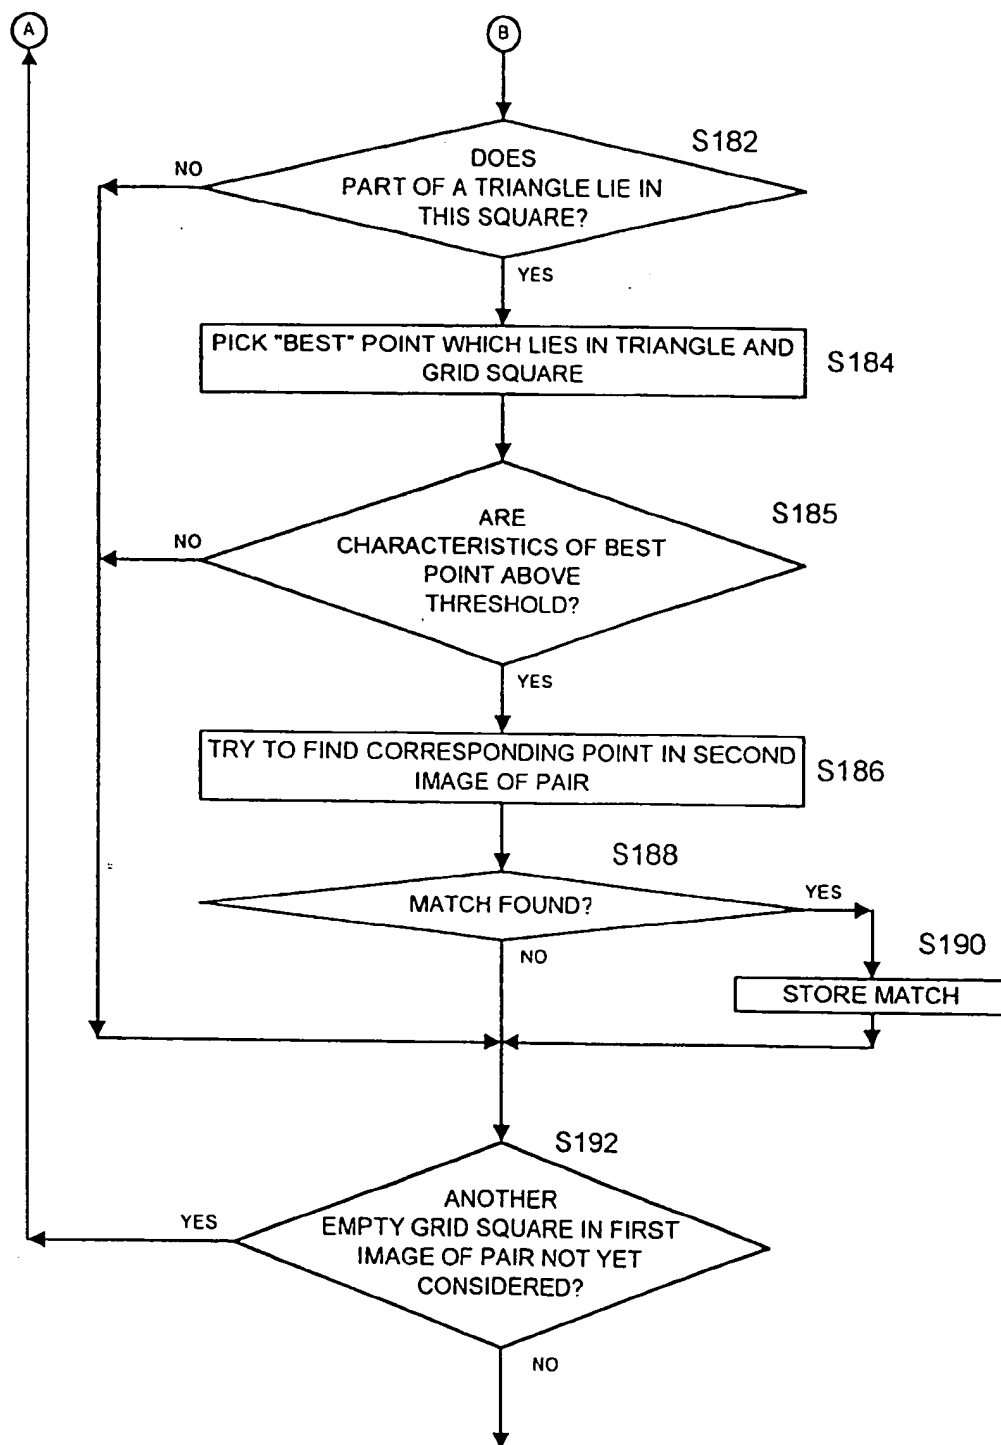 A
B
S182
DOES
PART OF A TRIANGLE LIE IN
THIS SQUARE?
NO
YES
PICK "BEST" POINT WHICH LIES IN TRIANGLE AND
GRID SQUARE
S184
S185
ARE
CHARACTERISTICS OF BEST
POINT ABOVE
THRESHOLD?
NO
YES
TRY TO FIND CORRESPONDING POINT IN SECOND
IMAGE OF PAIR
S186
S188
MATCH FOUND?
YES
NO
S190
STORE MATCH
S192
ANOTHER
EMPTY GRID SQUARE IN FIRST
IMAGE OF PAIR NOT YET
CONSIDERED?
YES
NO